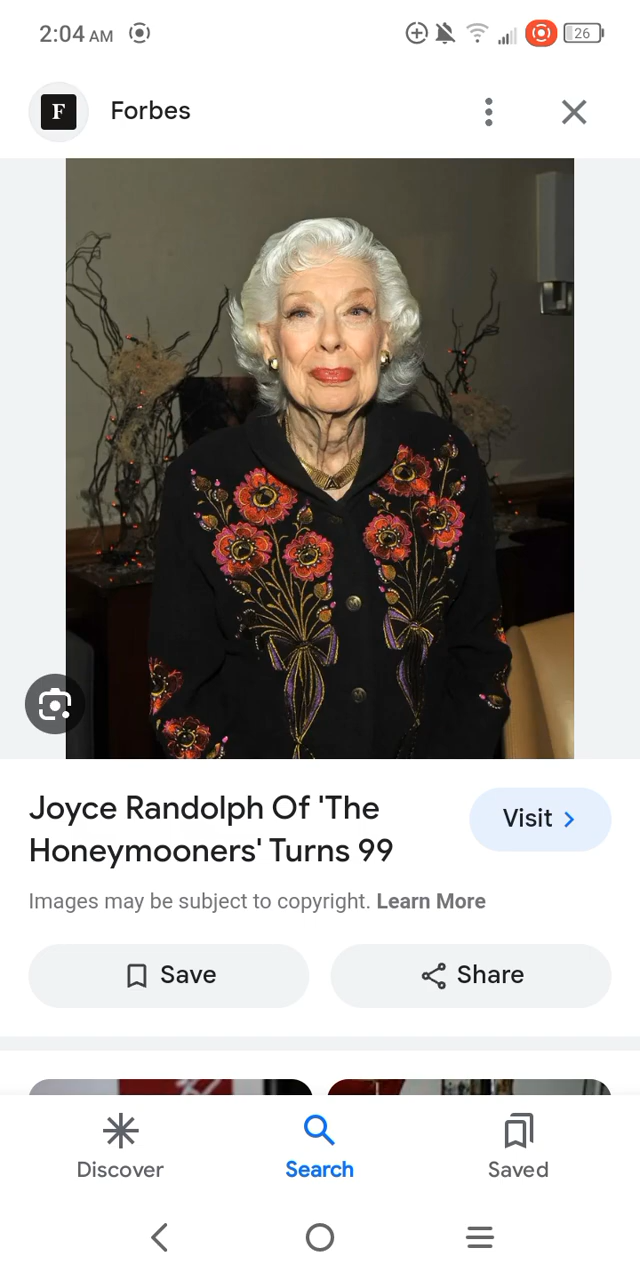 2:04 AM
26
F
Forbes
Joyce Randolph Of 'The
Honeymooners' Turns 99
Visit
Images may be subject to copyright. Learn More
Save
Share
Discover
Search
Saved